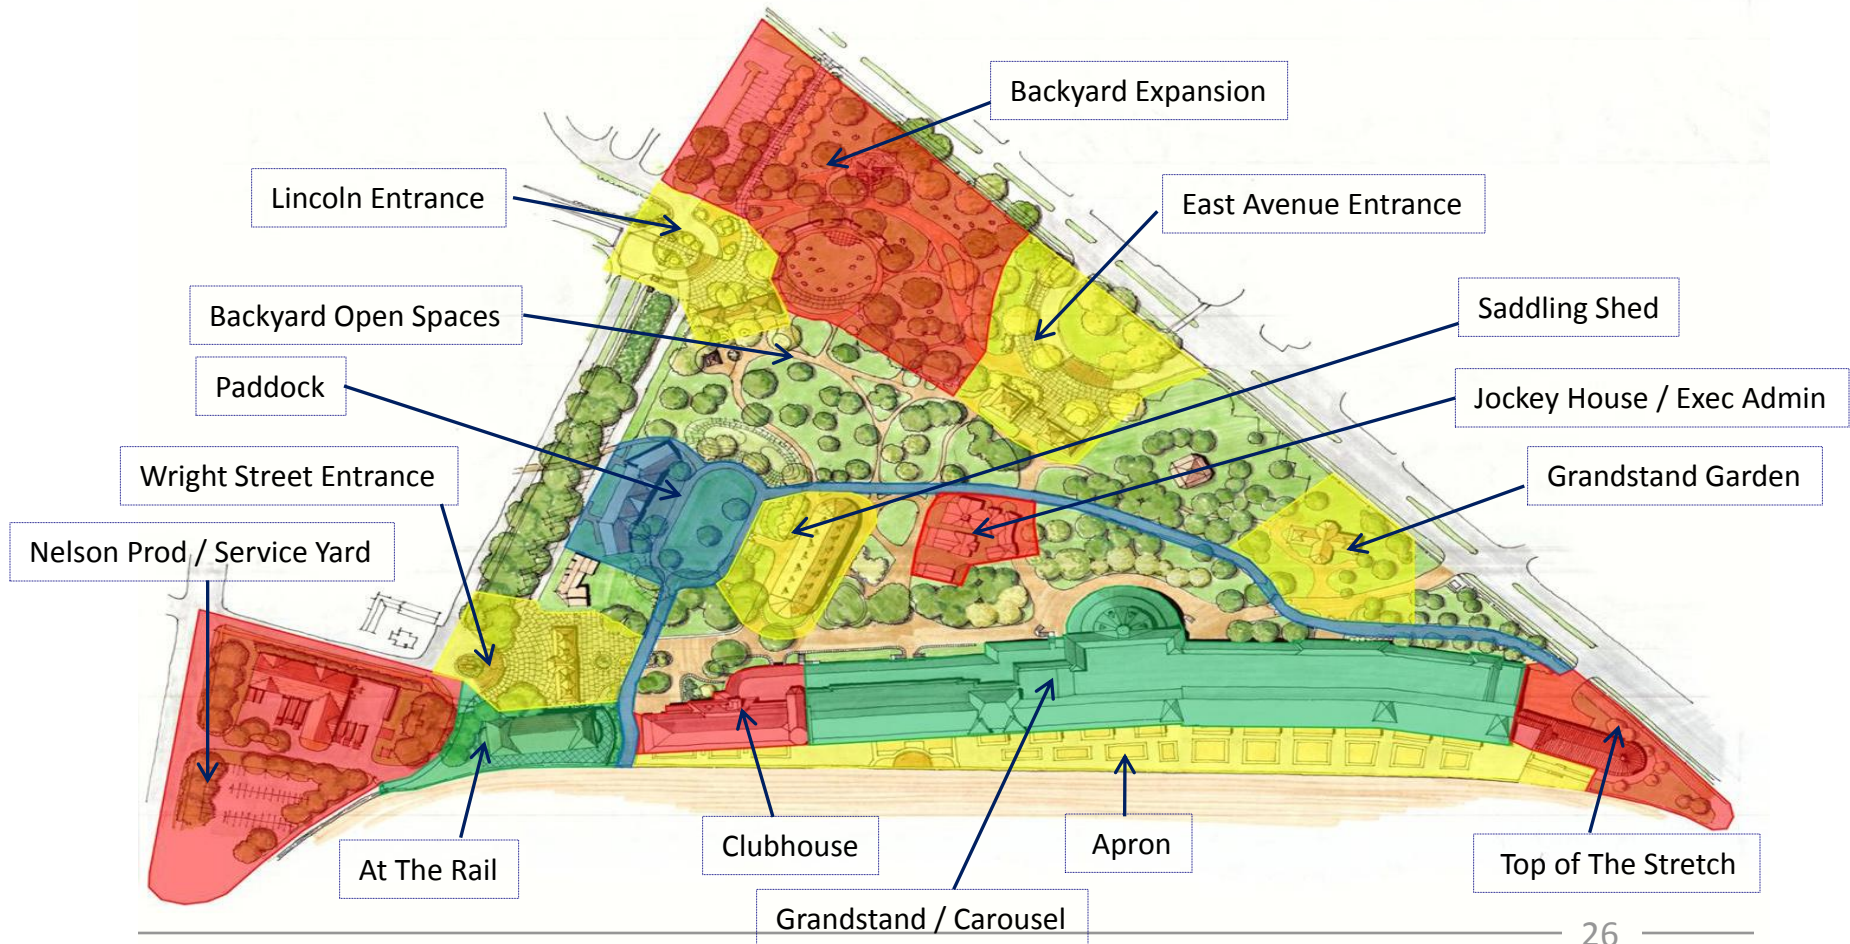 Backyard Expansion
Lincoln Entrance
East Avenue Entrance
Backyard Open Spaces
Saddling Shed
Paddock
Jockey House / Exec Admin
Wright Street Entrance
Grandstand Garden
Nelson Prod / Service Yard
At The Rail
Clubhouse
Apron
Top of The Stretch
Grandstand / Carousel
26